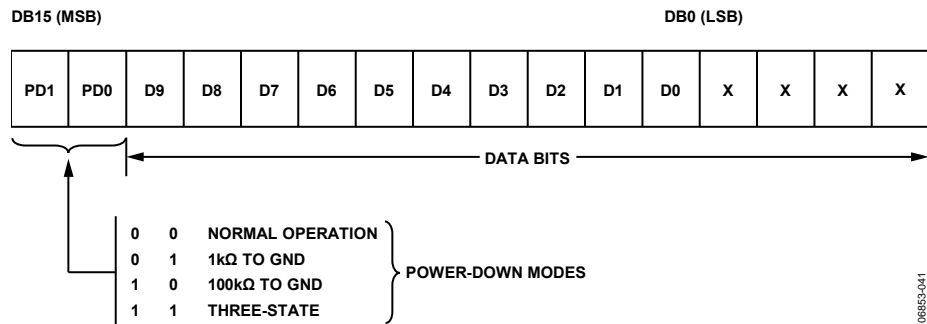 DB15 (MSB) DB0 (LSB)
PD1 PD0 D9 D8 D7 D6 D5 D4 D3 D2 D1 D0 X X X X
DATA BITS
0 0 NORMAL OPERATION
0 1 1kΩ TO GND
1 0 100kΩ TO GND
1 1 THREE-STATE
POWER-DOWN MODES
06853-041